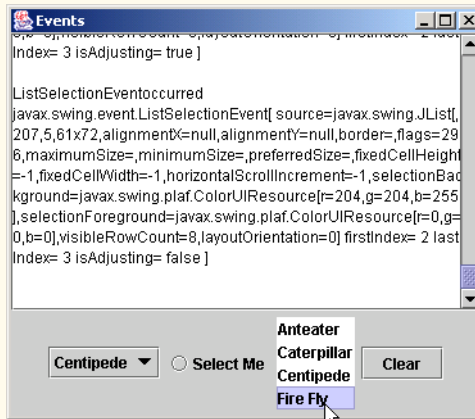 Events
Index= 3 isAdjusting= true ]
ListSelectionEventoccurred
javax.swing.event.ListSelectionEvent[ source=javax.swing.JList[,
207,5,61x72,alignmentX=null,alignmentY=null,border=,flags=29
6,maximumSize=,minimumSize=,preferredSize=,fixedCellHeight
=-1,fixedCellWidth=-1,horizontalScrollIncrement=-1,selectionBac
kground=javax.swing.plaf.ColorUIResource[r=204,g=204,b=255
],selectionForeground=javax.swing.plaf.ColorUIResource[r=0,g=
0,b=0],visibleRowCount=8,layoutOrientation=0] firstIndex= 2 last
Index= 3 isAdjusting= false ]
Anteater
Caterpillar
Centipede
Fire Fly
Centipede
Select Me
Clear